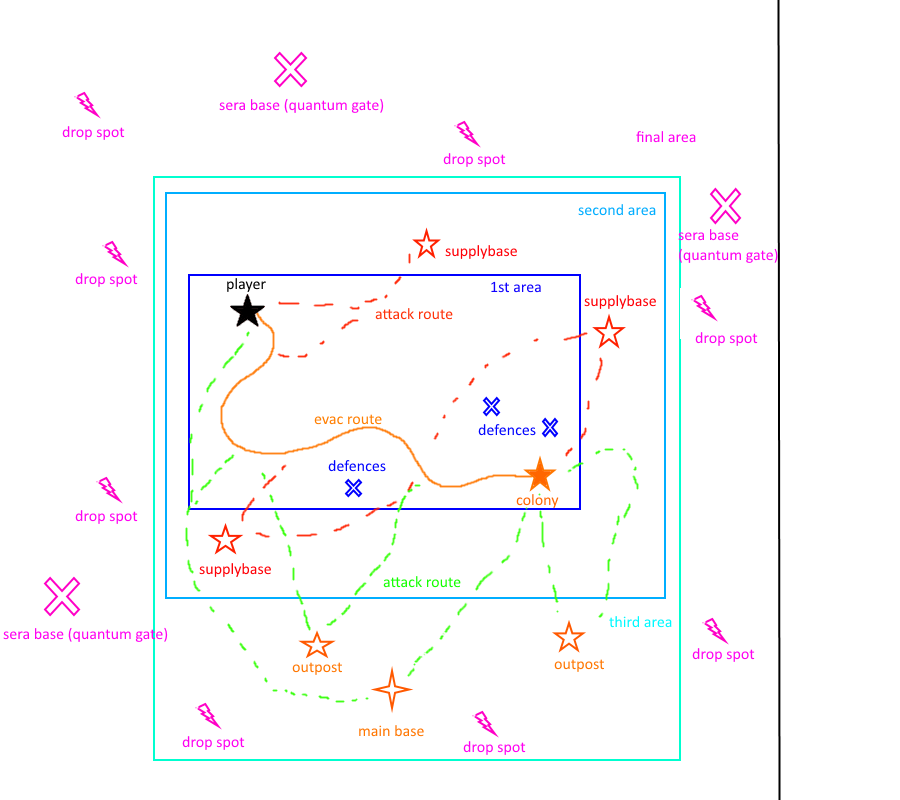 sera base (quantum gate)
drop spot
drop spot
final area
second area
sera base
(quantum gate)
supplybase
drop spot
player
1st area
supplybase
attack route
drop spot
evac route
defences
defences
colony
drop spot
supplybase
attack route
third area
sera base (quantum gate)
outpost
outpost
drop spot
main base
drop spot
drop spot